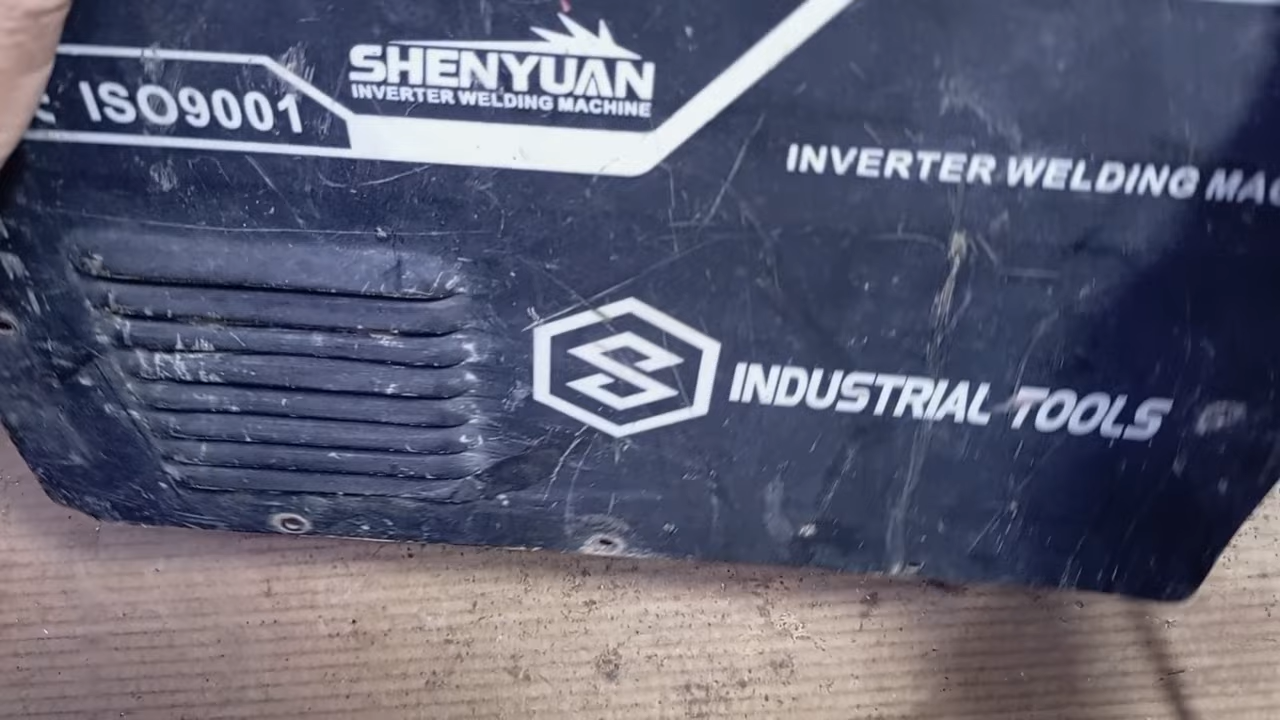 SHENYUAN
INVERTER WELDING MACHINE
ISO9001
INVERTER WELDING
INDUSTRIAL TOOLS